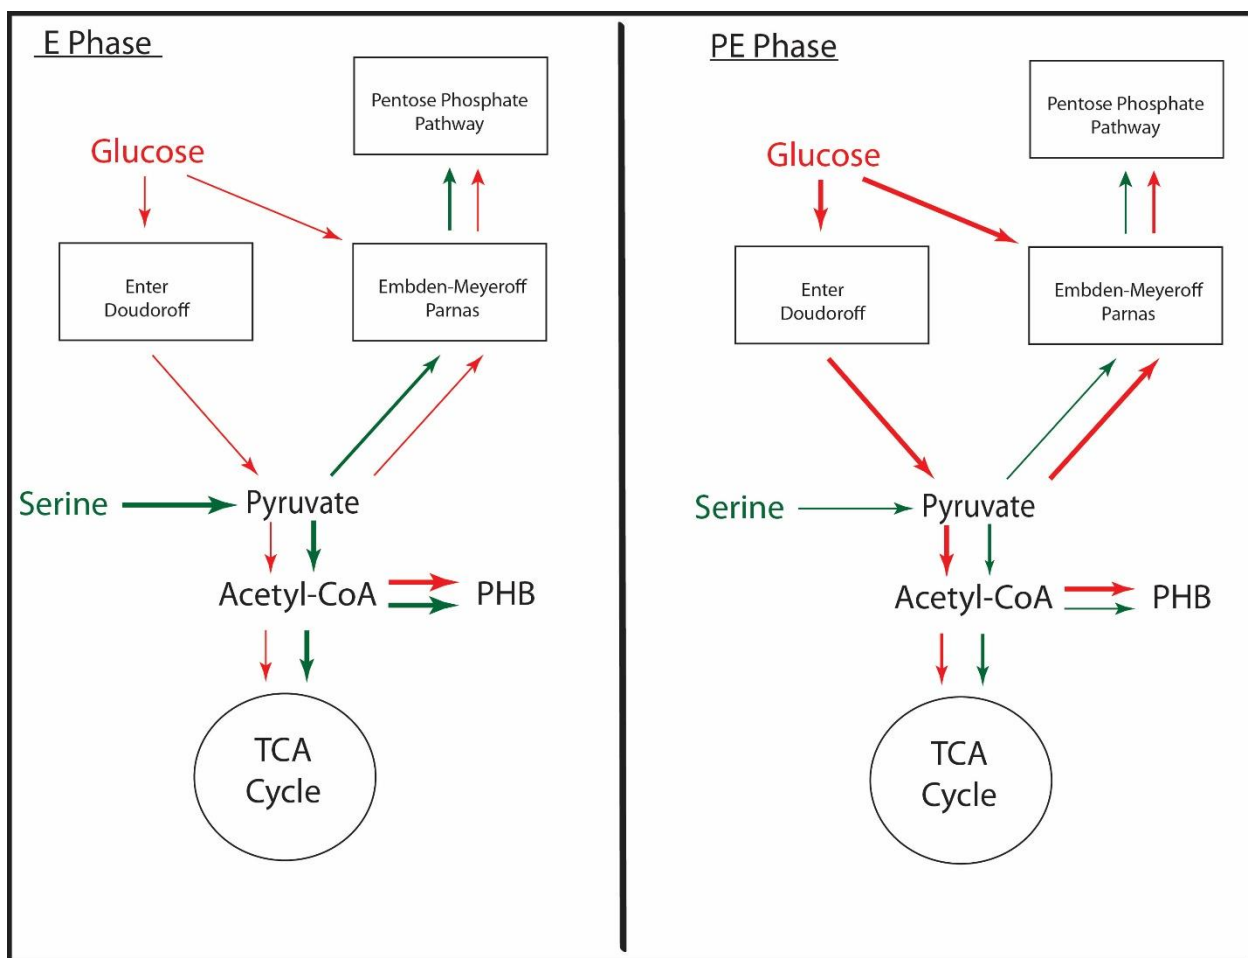 E Phase
Pentose Phosphate
Pathway
Glucose
Enter
Doudoroff
Embden-Meyeroff
Parnas
Serine
Pyruvate
Acetyl-CoA
PHB
TCA
Cycle
PE Phase
Pentose Phosphate
Pathway
Glucose
Enter
Doudoroff
Embden-Meyeroff
Parnas
Serine
Pyruvate
Acetyl-CoA
PHB
TCA
Cycle